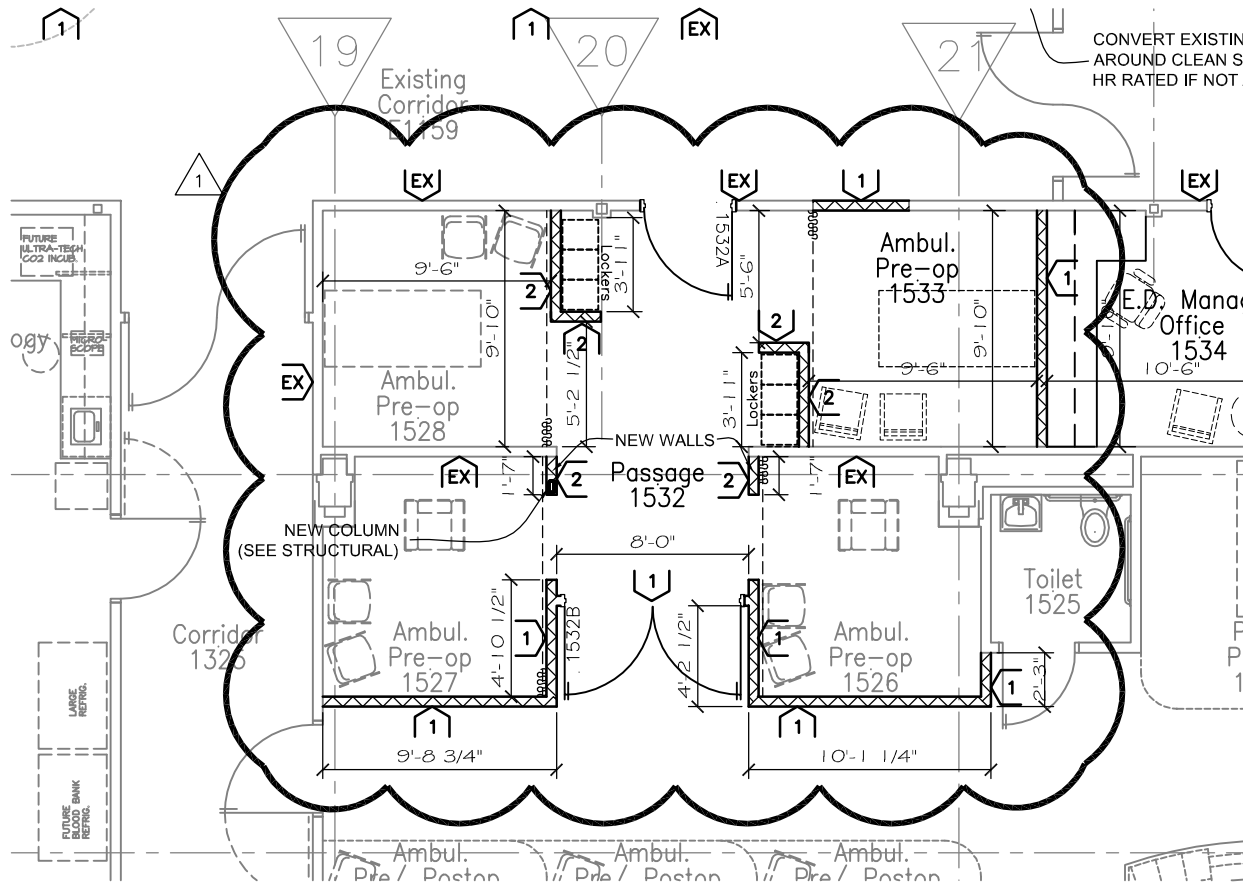 1
1
EX
19
20
21
CONVERT EXISTIN
AROUND CLEAN S
HR RATED IF NOT
Existing
Corridor
E1159
1
EX
EX
1
EX
FUTURE
ULTRA-TECH
CO2 INCUB.
MICRO-
SCOPE
ogy
9'-6"
9'-10"
2
Lockers
3'-11"
2
5'-2 1/2"
1532A
5'-6"
2
Ambul.
Pre-op
1533
9'-10"
1
E.D. Mana
Office
1534
9'-6"
10'-6"
EX
Ambul.
Pre-op
1528
3'-11"
Lockers
2
NEW WALLS
1'-7"
EX
2
Passage
1532
2
1'-7"
EX
NEW COLUMN
(SEE STRUCTURAL)
8'-0"
1
Toilet
1525
Corridor
1326
Ambul.
Pre-op
1527
4'-10 1/2"
1
1532B
4'-2 1/2"
1
Ambul.
Pre-op
1526
1
2'-3"
LARGE
REFRIG.
1
1
9'-8 3/4"
10'-1 1/4"
FUTURE
BLOOD BANK
REFRIG.
Ambul.
Pre/ Postop
Ambul.
Pre/ Postop
Ambul.
Pre/ Postop